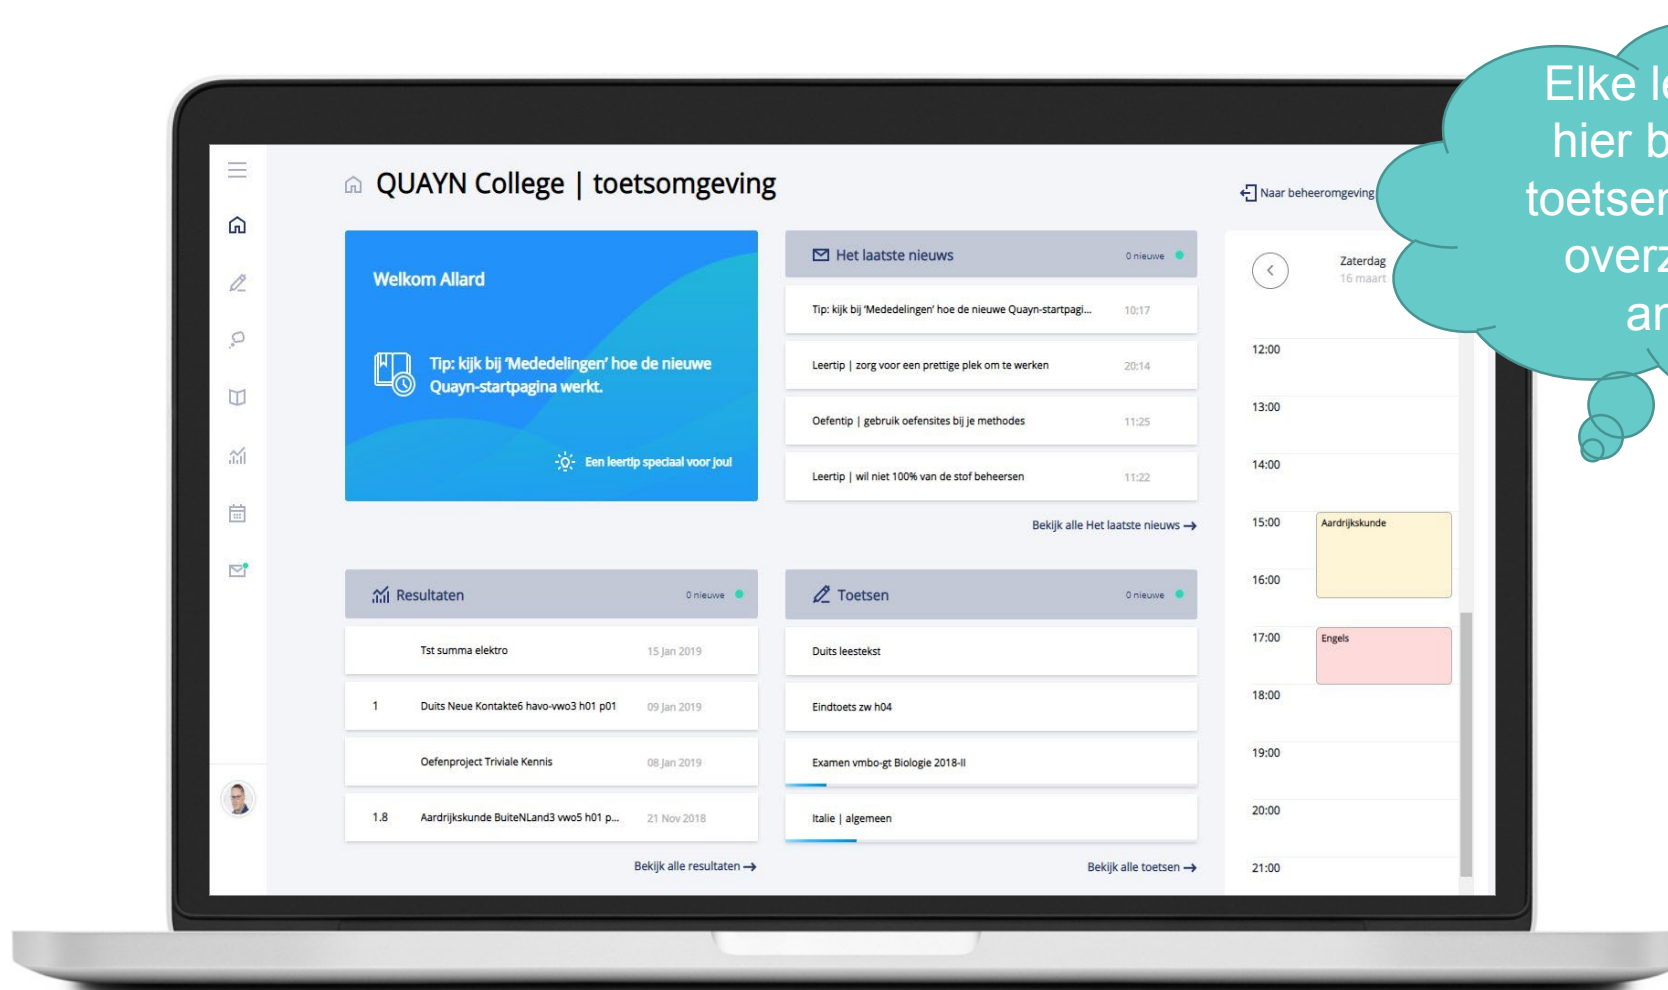 QUAYN College | toetsomgeving
Naar beheeromgeving
Welkom Allard
Tip: kijk bij 'Mededelingen' hoe de nieuwe
Quayn-startpagina werkt.
Een leertip speciaal voor jou!
Het laatste nieuws 0 nieuwe
Tip: kijk bij 'Mededelingen' hoe de nieuwe Quayn-startpagi... 10:17
Leertip | zorg voor een prettige plek om te werken 20:14
Oefentip | gebruik oefensites bij je methodes 11:25
Leertip | wil niet 100% van de stof beheersen 11:22
Bekijk alle Het laatste nieuws →
Resultaten 0 nieuwe
Tst summa elektro 15 Jan 2019
1 Duits Neue Kontakte6 havo-vwo3 h01 p01 09 Jan 2019
Oefenproject Triviale Kennis 08 Jan 2019
1.8 Aardrijkskunde BuiteNLand3 vwo5 h01 p... 21 Nov 2018
Bekijk alle resultaten →
Toetsen 0 nieuwe
Duits leestekst
Eindtoets zw h04
Examen vmbo-gt Biologie 2018-II
Italie | algemeen
Bekijk alle toetsen →
Zaterdag
16 maart
12:00
13:00
14:00
15:00 Aardrijkskunde
16:00
17:00 Engels
18:00
19:00
20:00
21:00
Elke
hier
toetsen